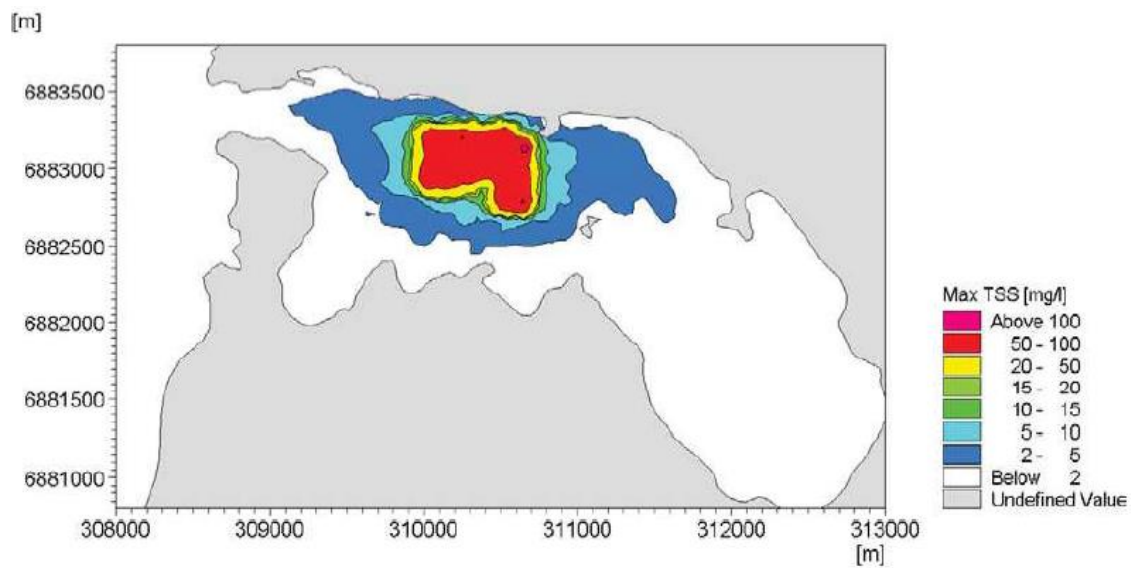 [m]
6883500
6883000
6882500
6882000
6881500
6881000
308000 309000 310000 311000 312000 313000
[m]
Max TSS [mg/l]
Above 100
50 - 100
20 - 50
15 - 20
10 - 15
5 - 10
2 - 5
Below 2
Undefined Value